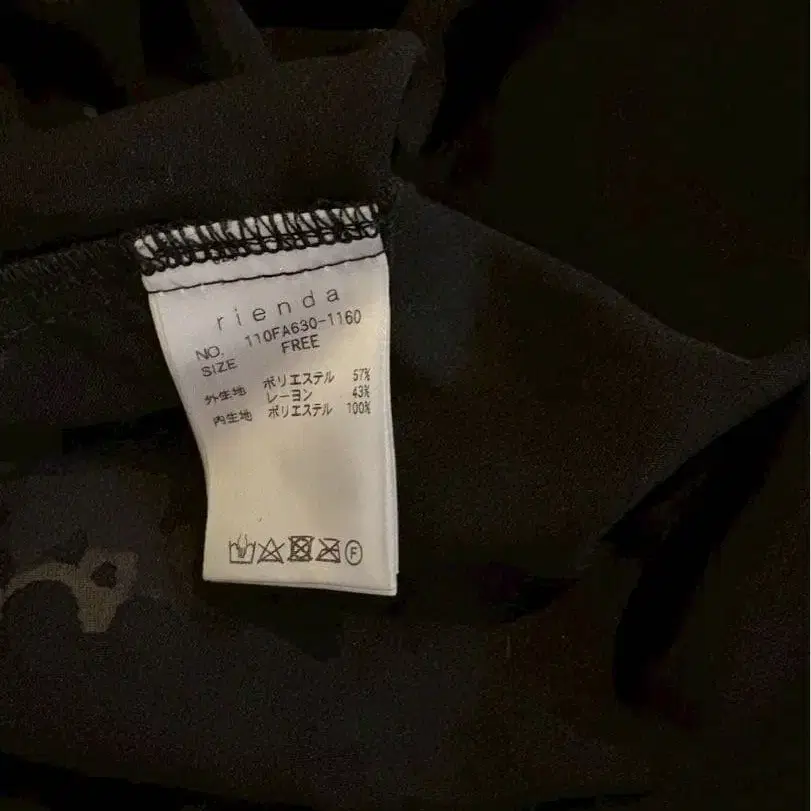 rienda
NO. 110FA630-1160
SIZE FREE
外生地 ポリエステル 57%
レーヨン 43%
内生地 ポリエステル 100%
F